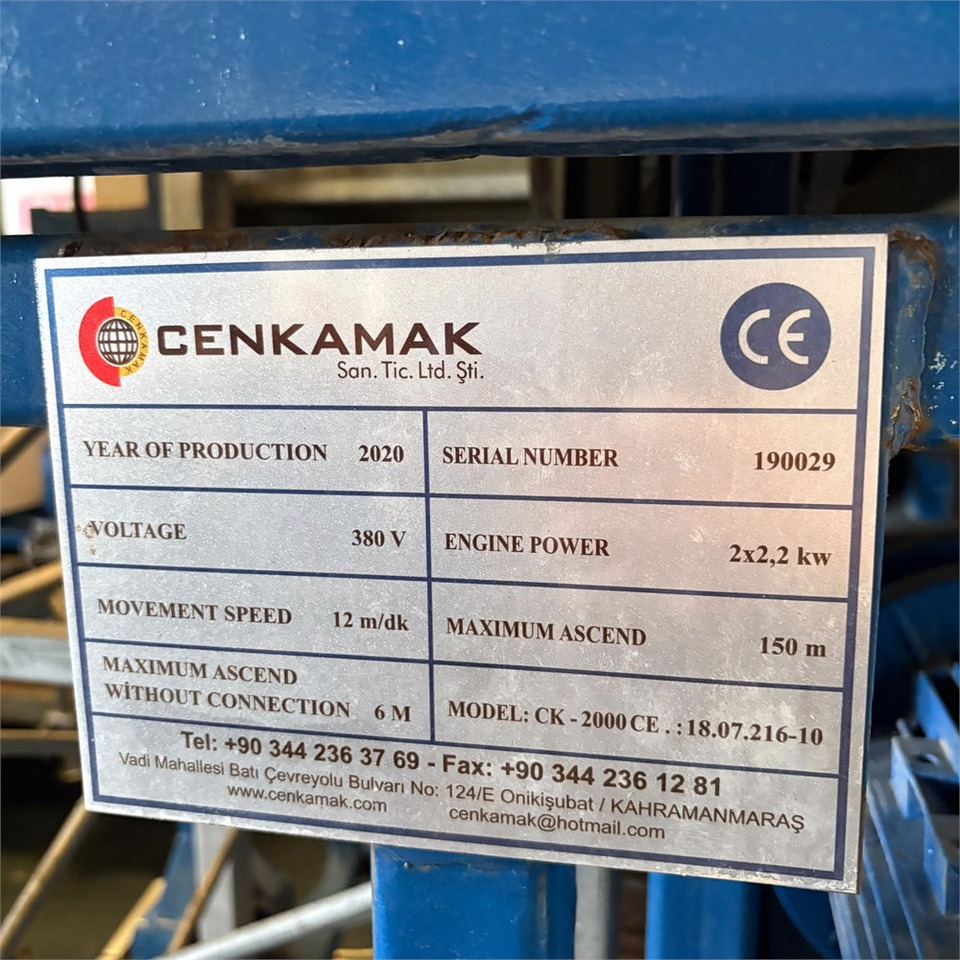 CENKAMAK
CENKAMAK
San. Tic. Ltd. Şti.
CE
YEAR OF PRODUCTION 2020
SERIAL NUMBER 190029
VOLTAGE 380 V
ENGINE POWER 2x2,2 kw
MOVEMENT SPEED 12 m/dk
MAXIMUM ASCEND 150 m
MAXIMUM ASCEND
WİTHOUT CONNECTION 6 M
MODEL: CK - 2000 CE . : 18.07.216-10
Tel: +90 344 236 37 69 - Fax: +90 344 236 12 81
Vadi Mahallesi Batı Çevreyolu Bulvarı No: 124/E Onikişubat / KAHRAMANMARAŞ
www.cenkamak.com cenkamak@hotmail.com